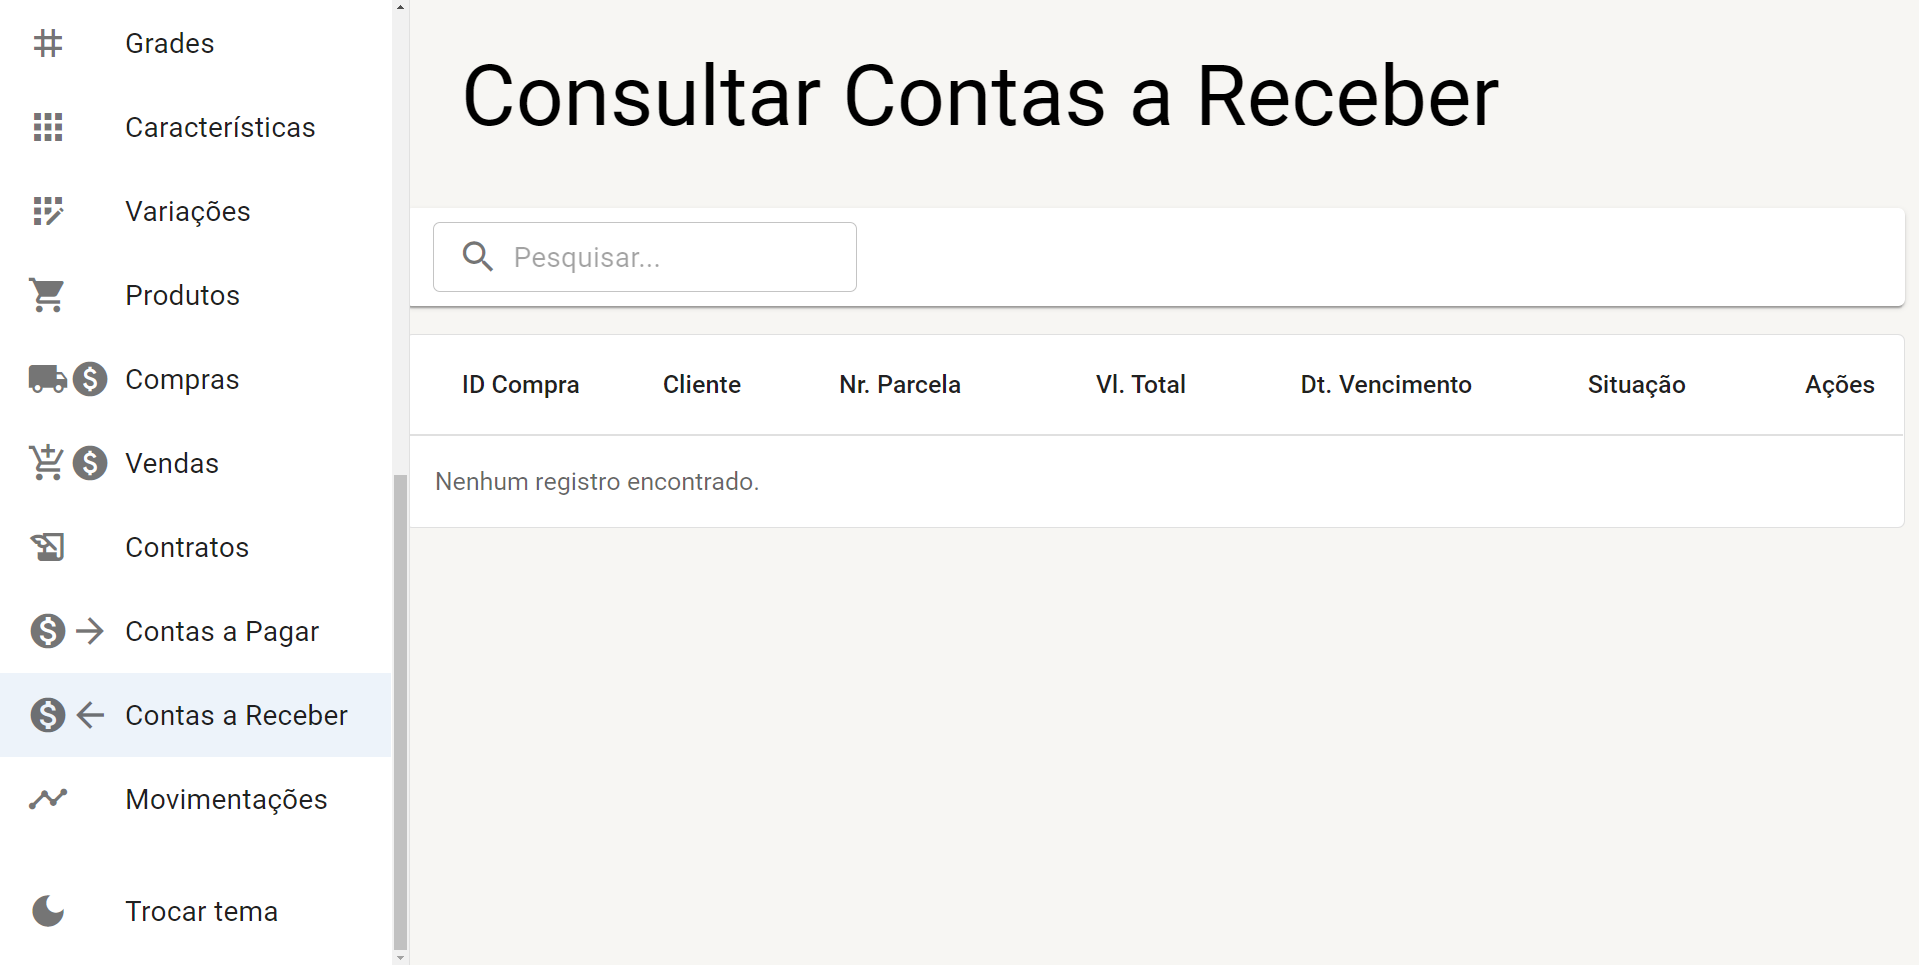 Grades
Características
Variações
Produtos
Compras
Vendas
Contratos
Contas a Pagar
Contas a Receber
Movimentações
Trocar tema
Consultar Contas a Receber
Pesquisar...
ID Compra Cliente Nr. Parcela Vl. Total Dt. Vencimento Situação Ações
Nenhum registro encontrado.